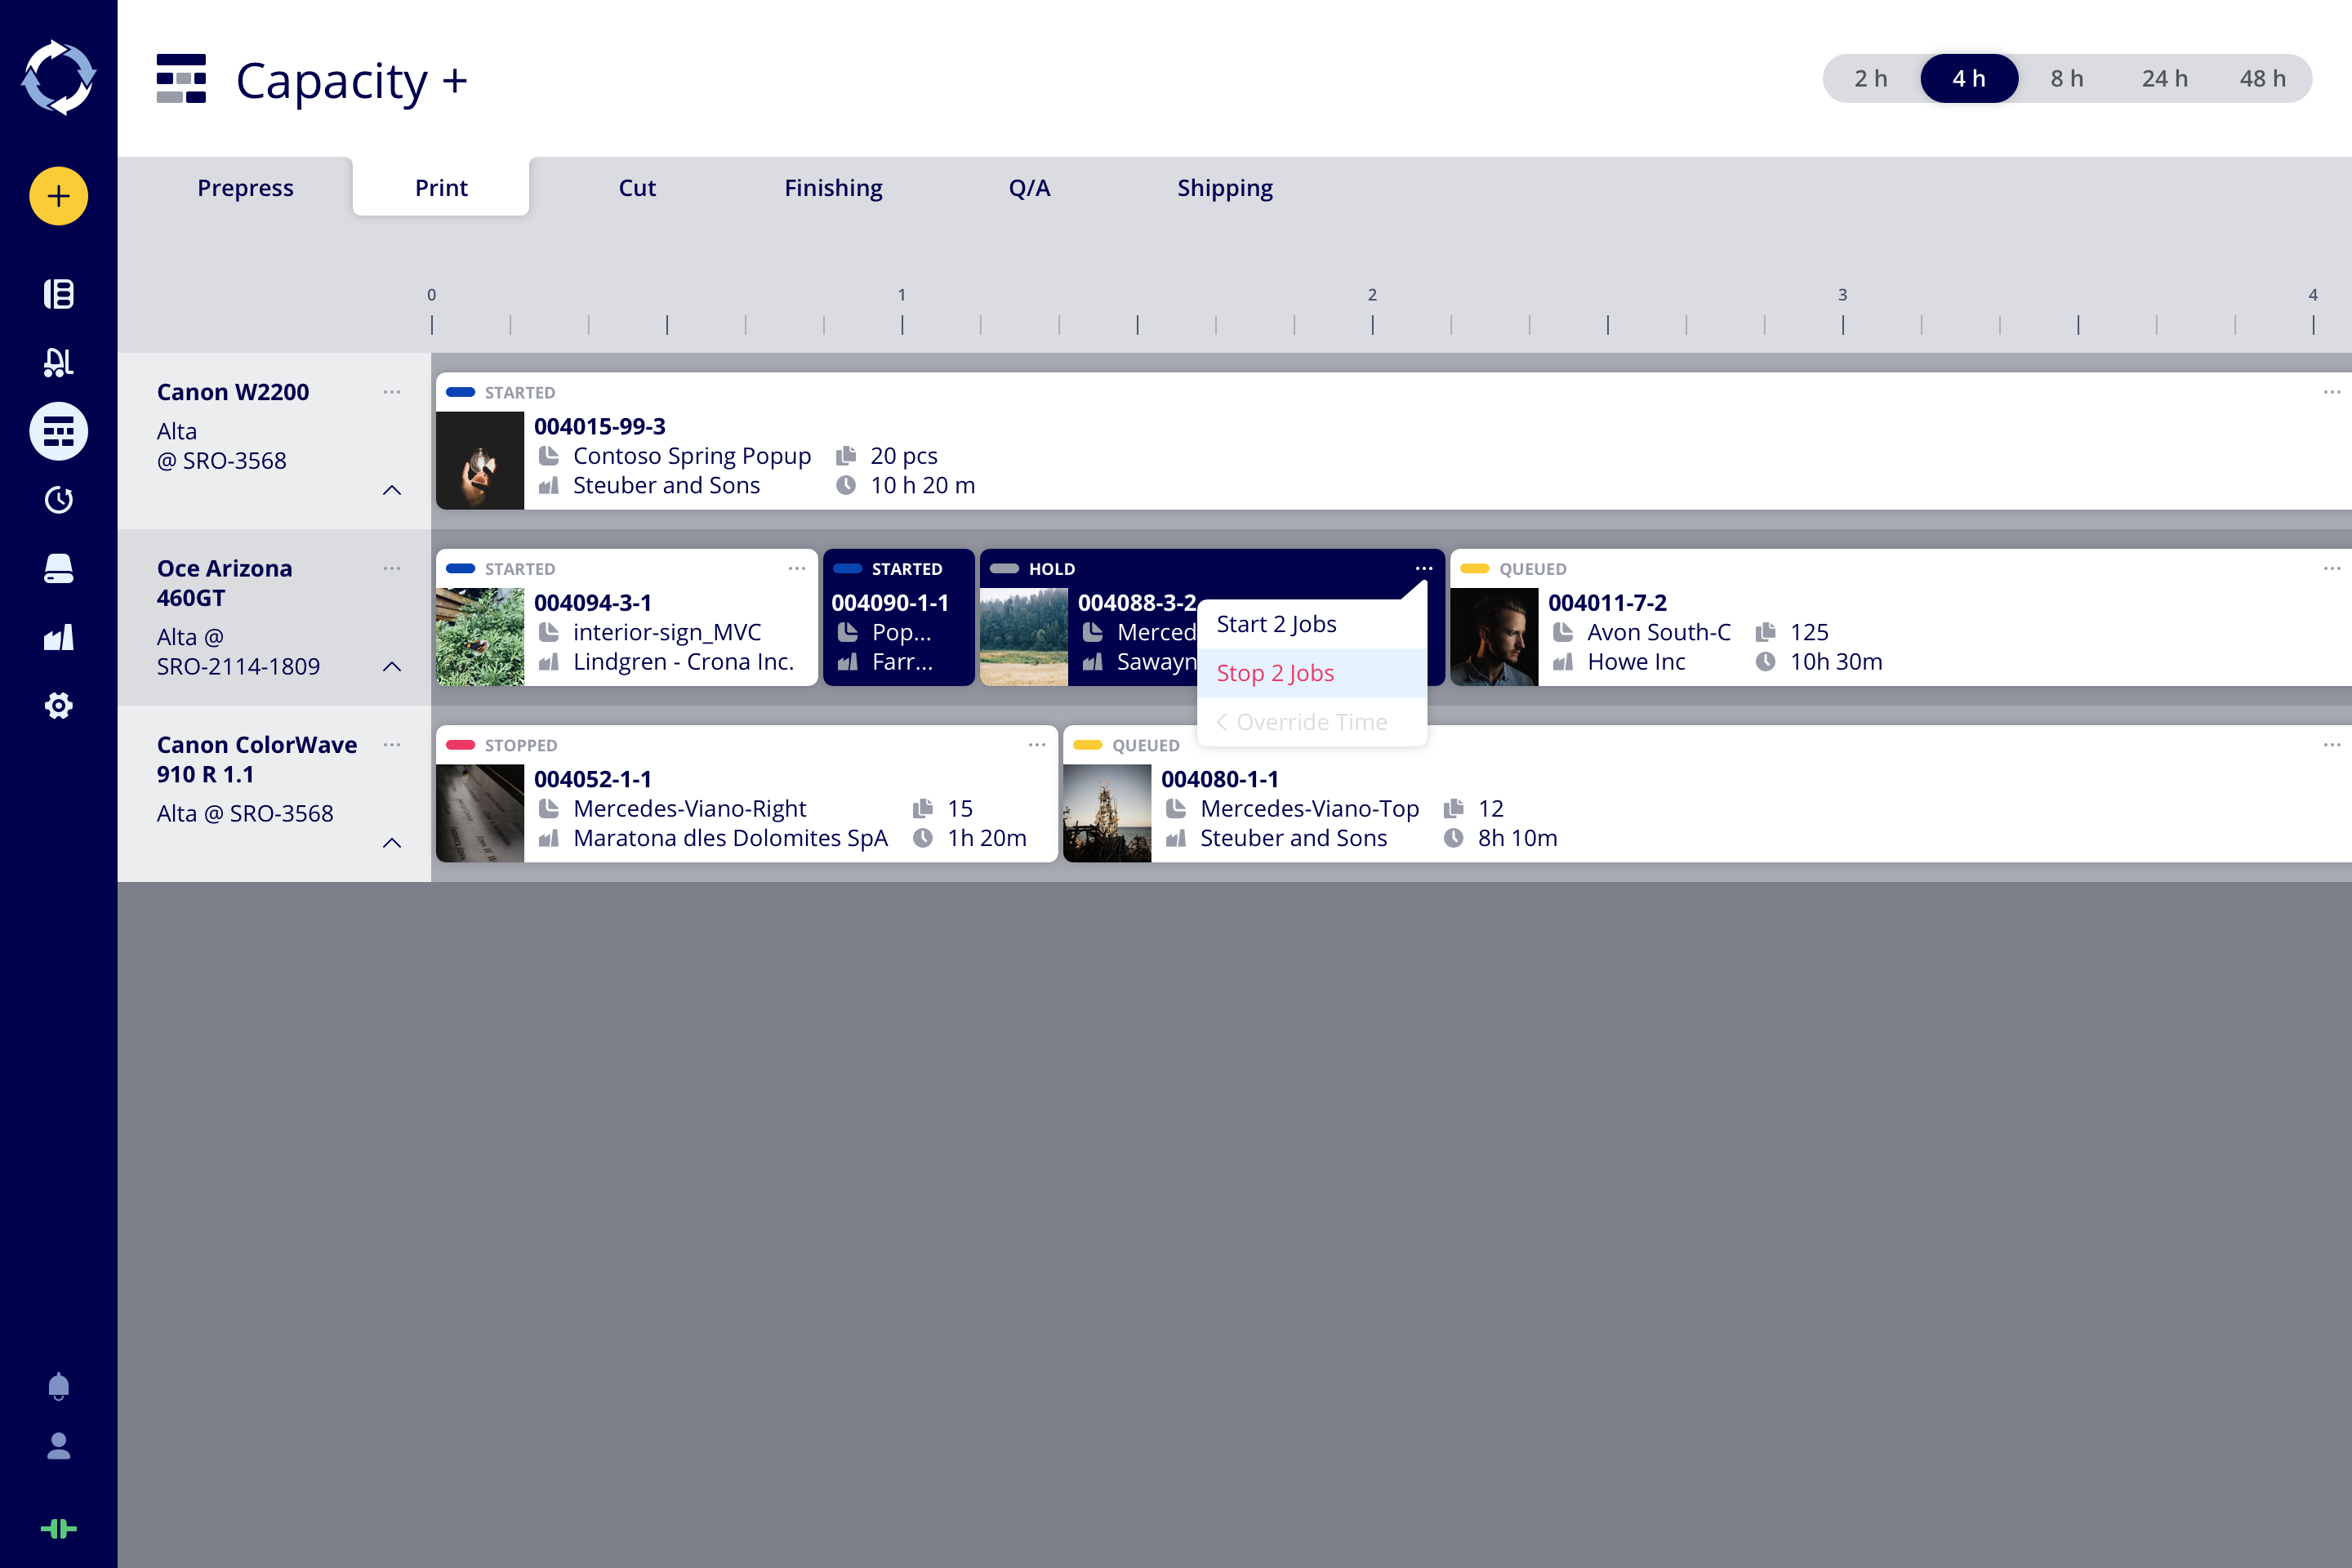 Capacity +
2 h
4 h
8 h
24 h
48 h
Prepress
Print
Cut
Finishing
Q/A
Shipping
0
1
2
3
4
Canon W2200
Alta
@ SRO-3568
STARTED
004015-99-3
Contoso Spring Popup
20 pcs
Steuber and Sons
10 h 20 m
Oce Arizona
460GT
Alta @
SRO-2114-1809
STARTED
004094-3-1
interior-sign_MVC
Lindgren - Crona Inc.
STARTED
004090-1-1
Pop...
Farr...
HOLD
004088-3-2
Merced
Sawayn
Start 2 Jobs
Stop 2 Jobs
Override Time
QUEUED
004011-7-2
Avon South-C
125
Howe Inc
10h 30m
Canon ColorWave
910 R 1.1
Alta @ SRO-3568
STOPPED
004052-1-1
Mercedes-Viano-Right
15
Maratona dles Dolomites SpA
1h 20m
QUEUED
004080-1-1
Mercedes-Viano-Top
12
Steuber and Sons
8h 10m